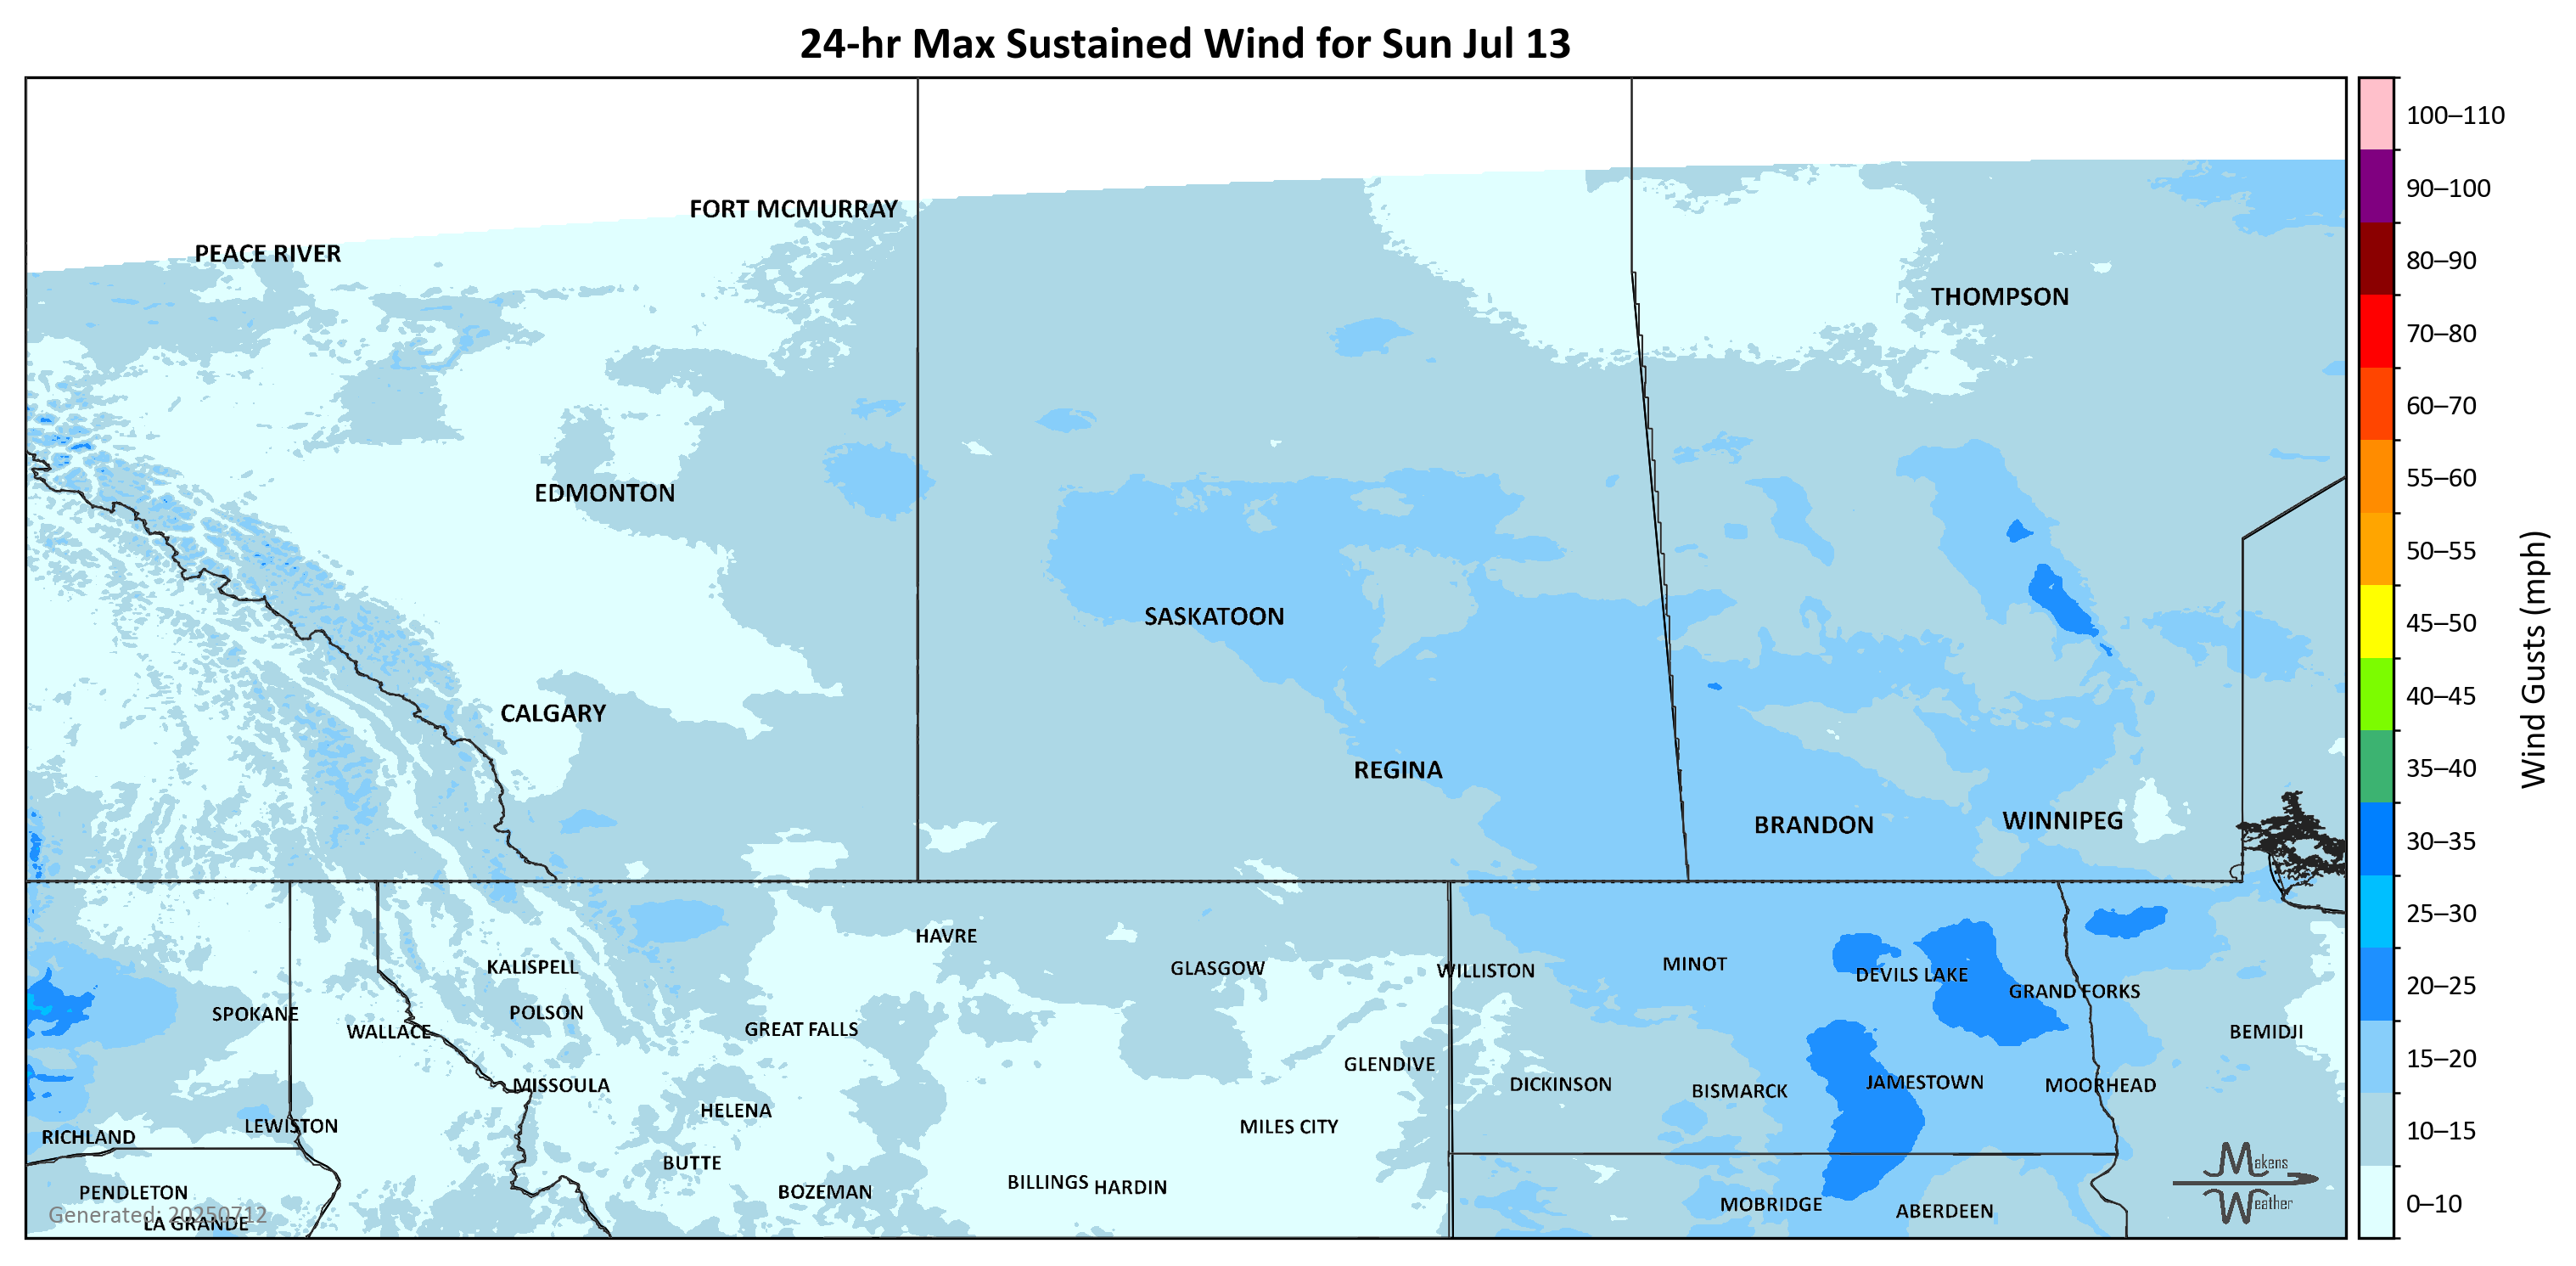 24-hr Max Sustained Wind for Sun Jul 13
100–110
90–100
80–90
70–80
60–70
55–60
50–55
45–50
40–45
35–40
30–35
25–30
20–25
15–20
10–15
0–10
Wind Gusts (mph)
FORT MCMURRAY
PEACE RIVER
THOMPSON
EDMONTON
SASKATOON
CALGARY
REGINA
BRANDON
WINNIPEG
HAVRE
KALISPELL
GLASGOW
WILLISTON
MINOT
DEVILS LAKE
GRAND FORKS
SPOKANE
POLSON
WALLACE
GREAT FALLS
BEMIDJI
GLENDIVE
MISSOULA
DICKINSON
BISMARCK
JAMESTOWN
MOORHEAD
HELENA
LEWISTON
MILES CITY
RICHLAND
BUTTE
PENDLETON
BOZEMAN
BILLINGS
HARDIN
MOBRIDGE
ABERDEEN
Generated: 20250712
LA GRANDE
Makens
Weather